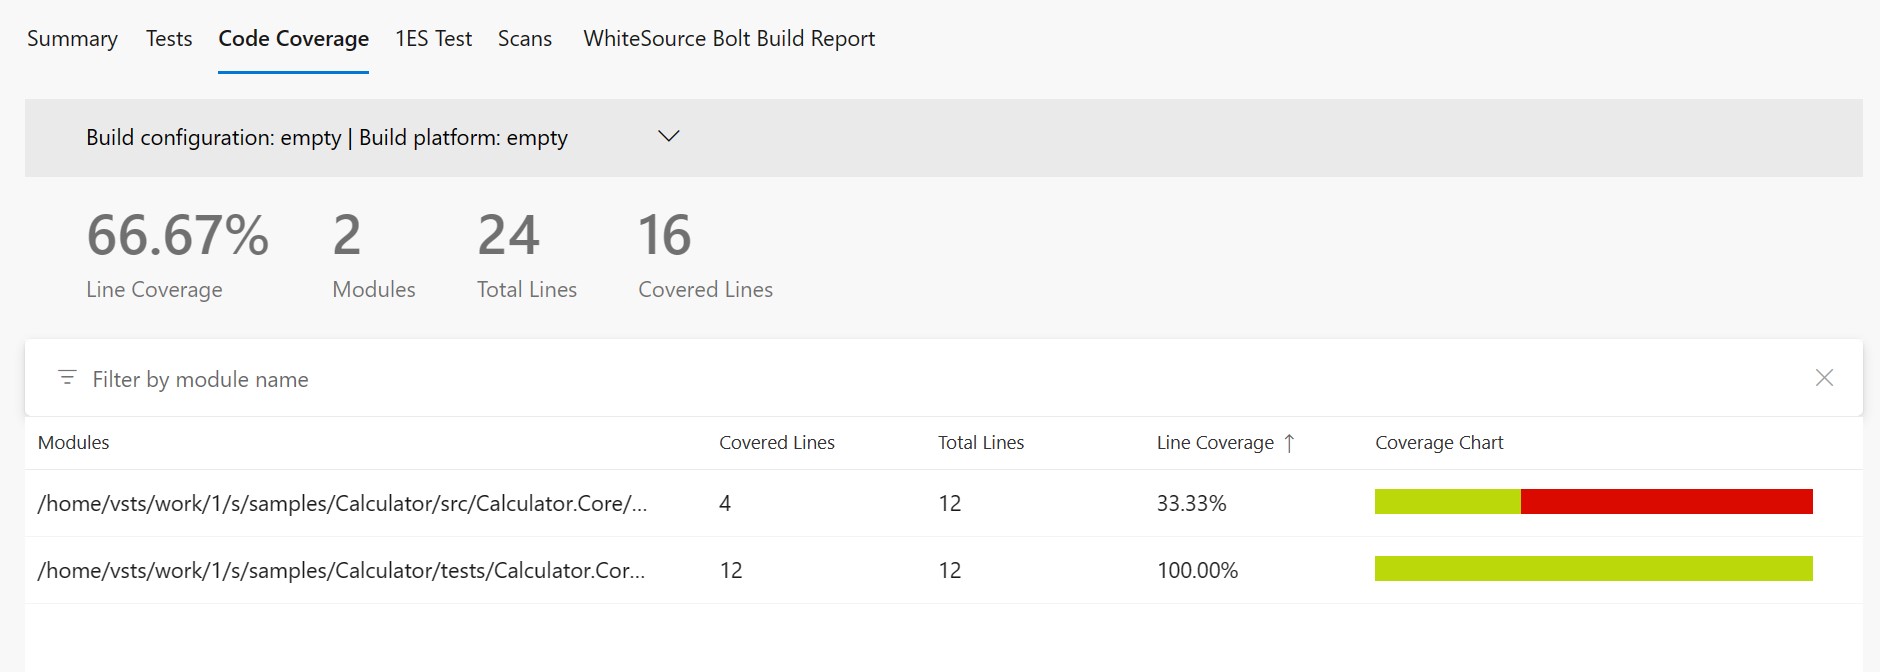 Summary Tests Code Coverage 1ES Test Scans WhiteSource Bolt Build Report
Build configuration: empty | Build platform: empty
66.67% 2 24 16
Line Coverage Modules Total Lines Covered Lines
Filter by module name
Modules Covered Lines Total Lines Line Coverage ↑ Coverage Chart
/home/vsts/work/1/s/samples/Calculator/src/Calculator.Core/... 4 12 33.33%
/home/vsts/work/1/s/samples/Calculator/tests/Calculator.Cor... 12 12 100.00%